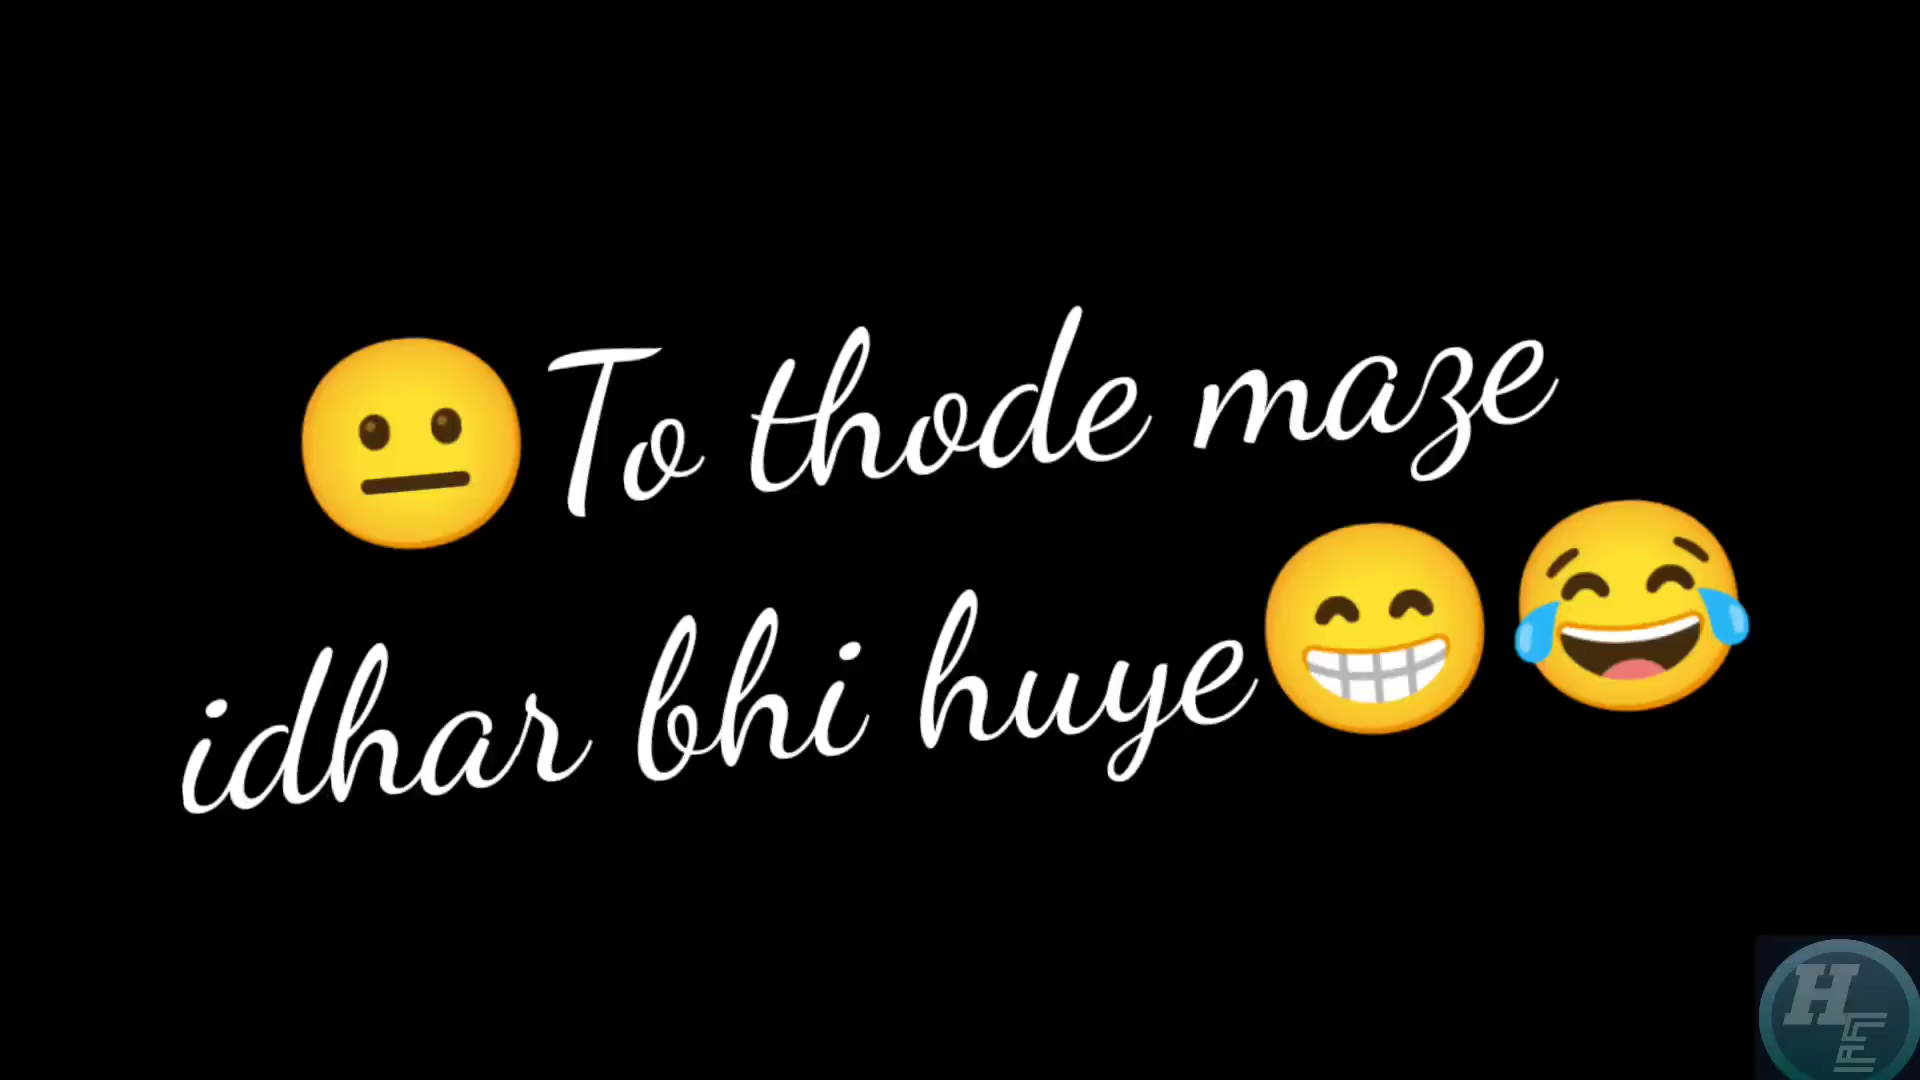 😐To thode maze
idhar bhi huye😁😂
H